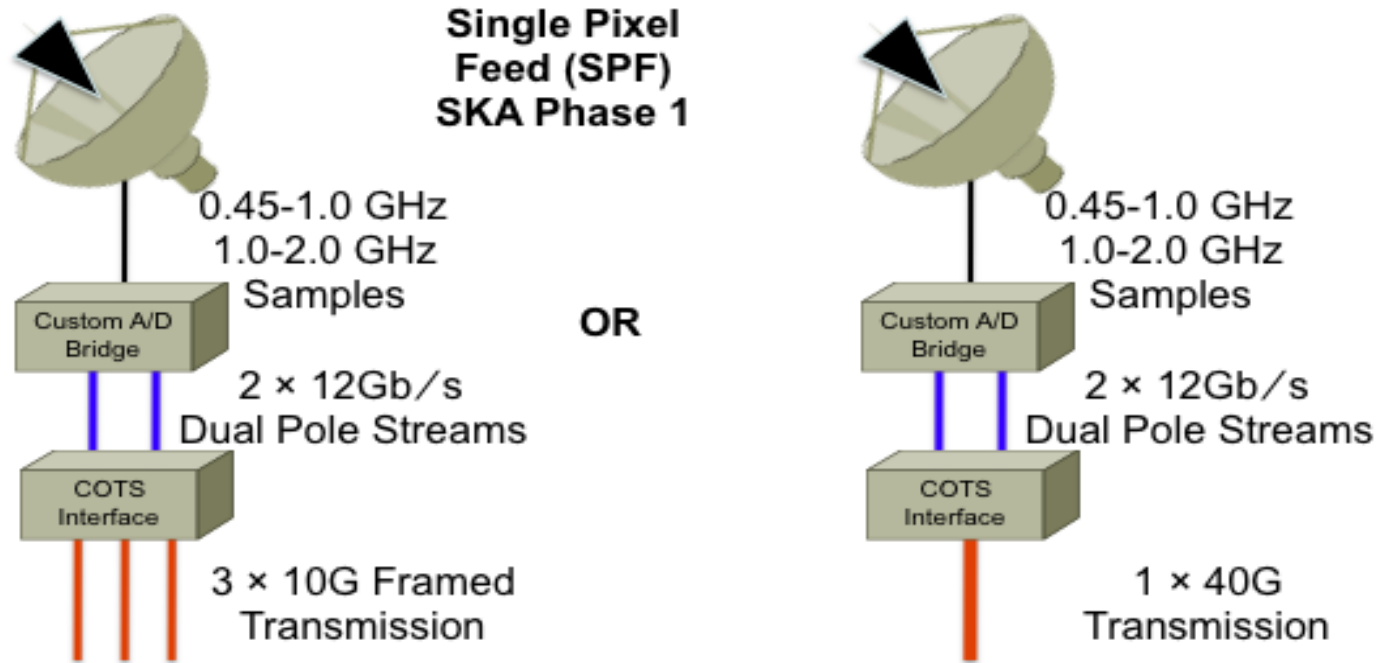 Single Pixel
Feed (SPF)
SKA Phase 1
0.45-1.0 GHz
1.0-2.0 GHz
Samples
Custom A/D
Bridge
2 × 12Gb/s
Dual Pole Streams
COTS
Interface
3 × 10G Framed
Transmission
OR
0.45-1.0 GHz
1.0-2.0 GHz
Samples
Custom A/D
Bridge
2 × 12Gb/s
Dual Pole Streams
COTS
Interface
1 × 40G
Transmission